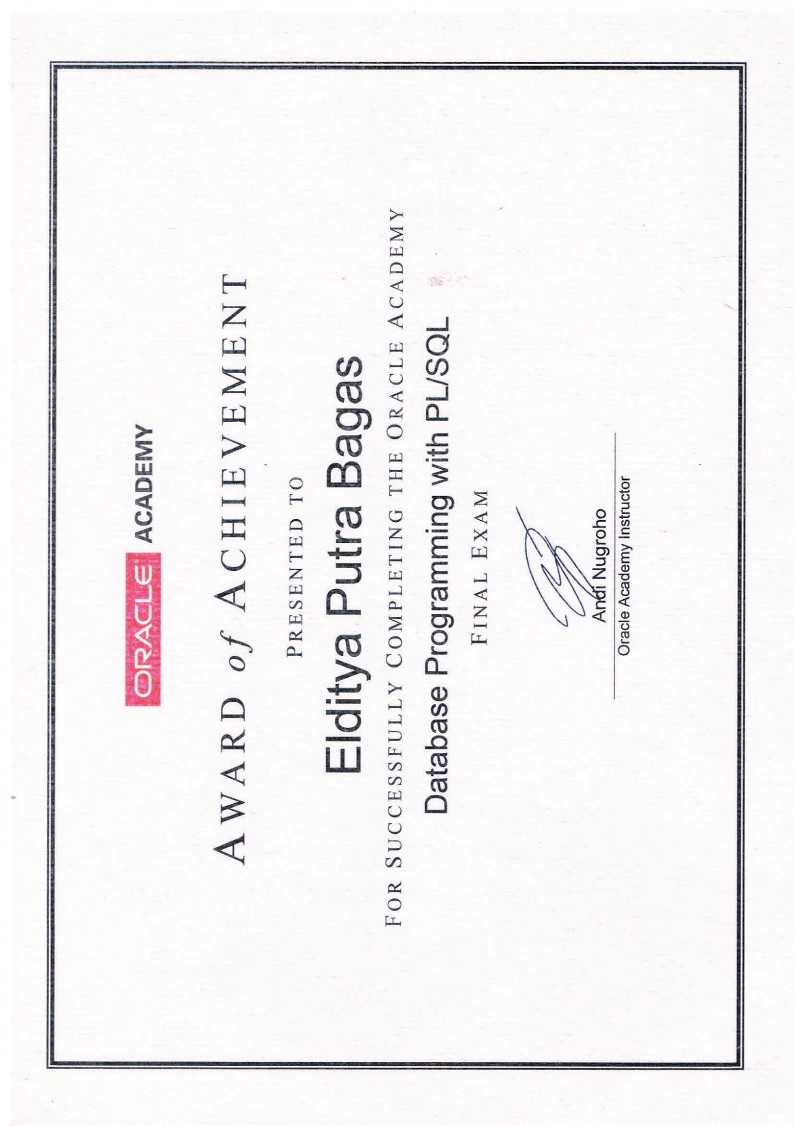 ORACLE ACADEMY
AWARD of ACHIEVEMENT
PRESENTED TO
Elditya Putra Bagas
FOR SUCCESSFULLY COMPLETING THE ORACLE ACADEMY
Database Programming with PL/SQL
FINAL EXAM
Andi Nugroho
Oracle Academy Instructor